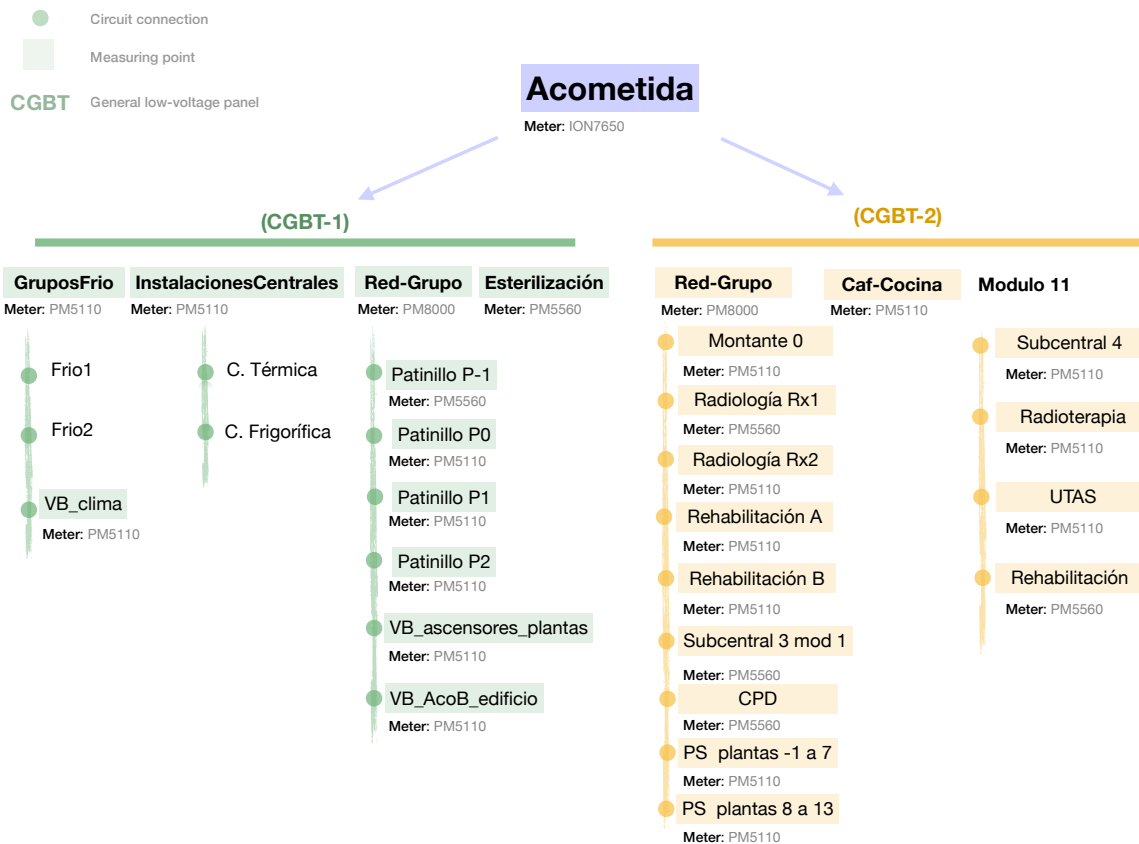 Circuit connection
Measuring point
CGBT General low-voltage panel
Acometida
Meter: ION7650
(CGBT-1)
GruposFrio
Meter: PM5110
Frio1
Frio2
VB_clima
Meter: PM5110
InstalacionesCentrales
Meter: PM5110
C. Térmica
C. Frigorífica
Red-Grupo
Meter: PM8000
Patinillo P-1
Meter: PM5560
Patinillo P0
Meter: PM5110
Patinillo P1
Meter: PM5110
Patinillo P2
Meter: PM5110
VB_ascensores_plantas
Meter: PM5110
VB_AcoB_edificio
Meter: PM5110
Esterilización
Meter: PM5560
(CGBT-2)
Red-Grupo
Meter: PM8000
Montante 0
Meter: PM5110
Radiología Rx1
Meter: PM5560
Radiología Rx2
Meter: PM5110
Rehabilitación A
Meter: PM5110
Rehabilitación B
Meter: PM5110
Subcentral 3 mod 1
Meter: PM5560
CPD
Meter: PM5560
PS plantas -1 a 7
Meter: PM5110
PS plantas 8 a 13
Meter: PM5110
Caf-Cocina
Meter: PM5110
Modulo 11
Subcentral 4
Meter: PM5110
Radioterapia
Meter: PM5110
UTAS
Meter: PM5110
Rehabilitación
Meter: PM5560